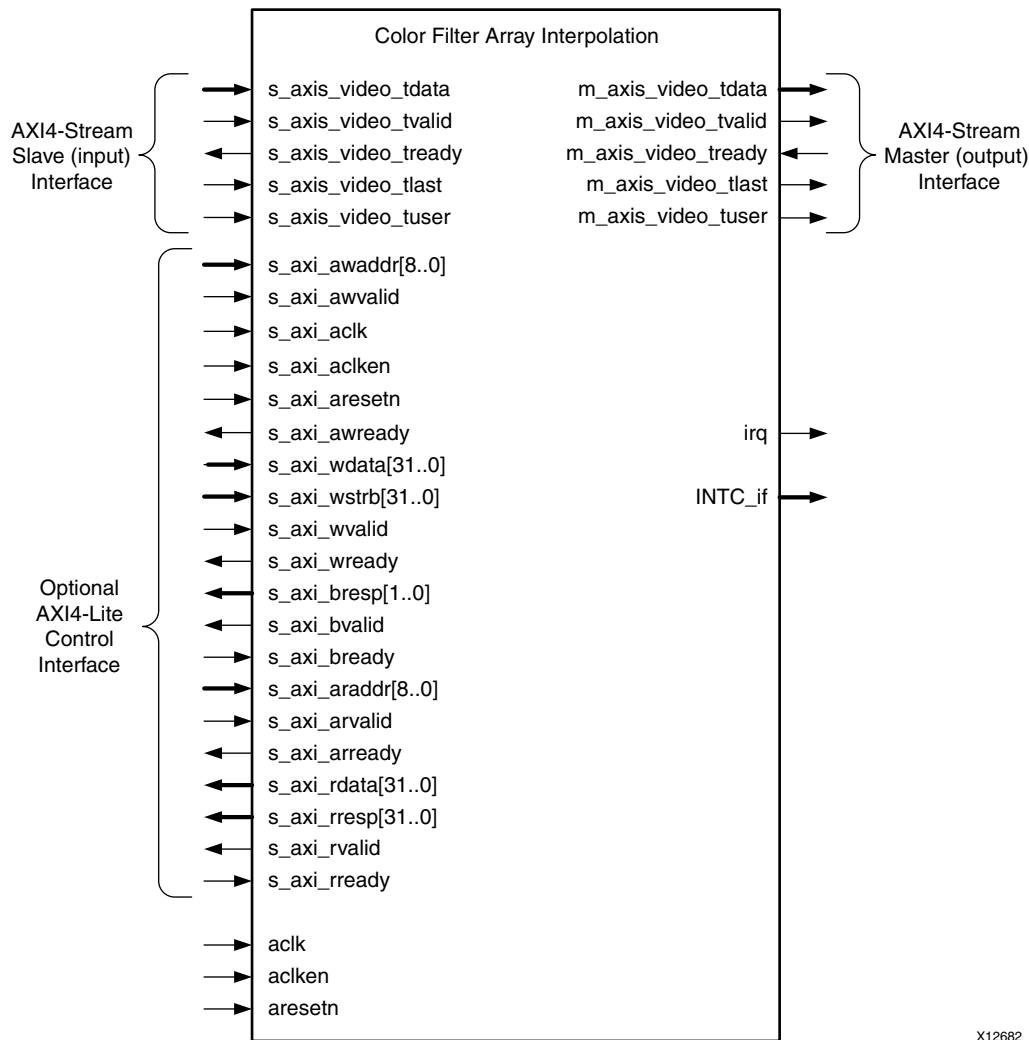 Color Filter Array Interpolation
AXI4-Stream
Slave (input)
Interface
s_axis_video_tdata
s_axis_video_tvalid
s_axis_video_tready
s_axis_video_tlast
s_axis_video_tuser
m_axis_video_tdata
m_axis_video_tvalid
m_axis_video_tready
m_axis_video_tlast
m_axis_video_tuser
AXI4-Stream
Master (output)
Interface
Optional
AXI4-Lite
Control
Interface
s_axi_awaddr[8..0]
s_axi_awvalid
s_axi_aclk
s_axi_aclken
s_axi_aresetn
s_axi_awready
s_axi_wdata[31..0]
s_axi_wstrb[31..0]
s_axi_wvalid
s_axi_wready
s_axi_bresp[1..0]
s_axi_bvalid
s_axi_bready
s_axi_araddr[8..0]
s_axi_arvalid
s_axi_arready
s_axi_rdata[31..0]
s_axi_rresp[31..0]
s_axi_rvalid
s_axi_rready
irq
INTC_if
aclk
aclken
aresetn
X12682